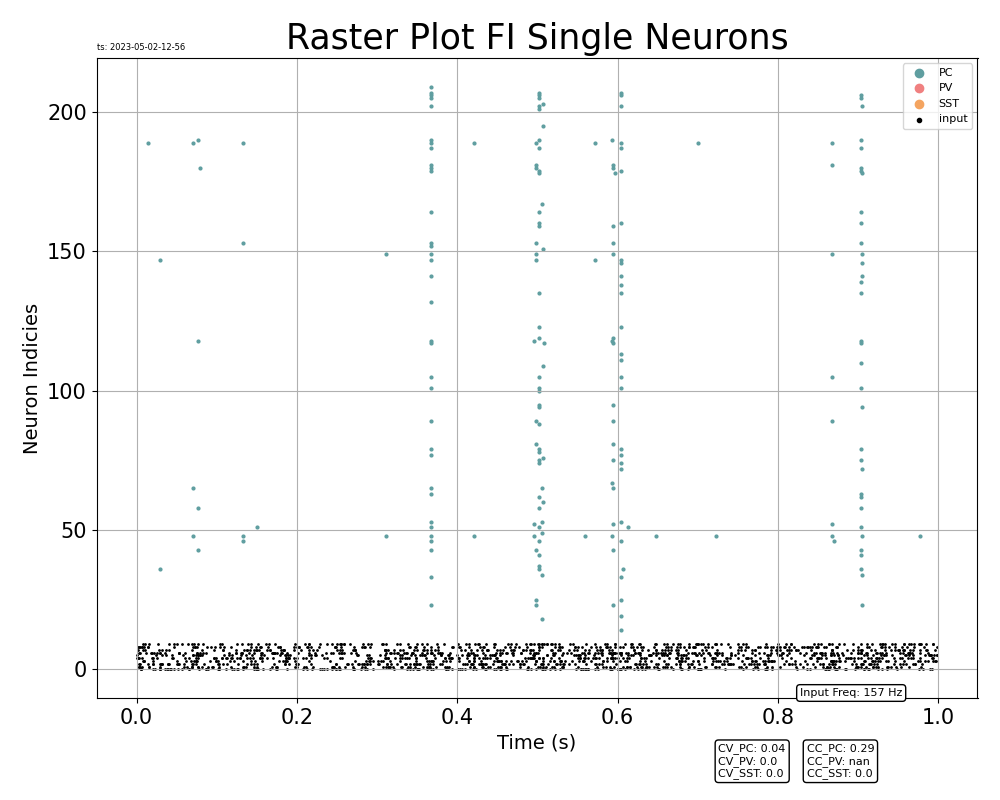 Raster Plot FI Single Neurons
ts: 2023-05-02-12-56
PC
PV
SST
input
200
150
100
50
0
Neuron Indicies
0.0 0.2 0.4 0.6 0.8 1.0
Time (s)
Input Freq: 157 Hz
CV_PC: 0.04
CV_PV: 0.0
CV_SST: 0.0
CC_PC: 0.29
CC_PV: nan
CC_SST: 0.0